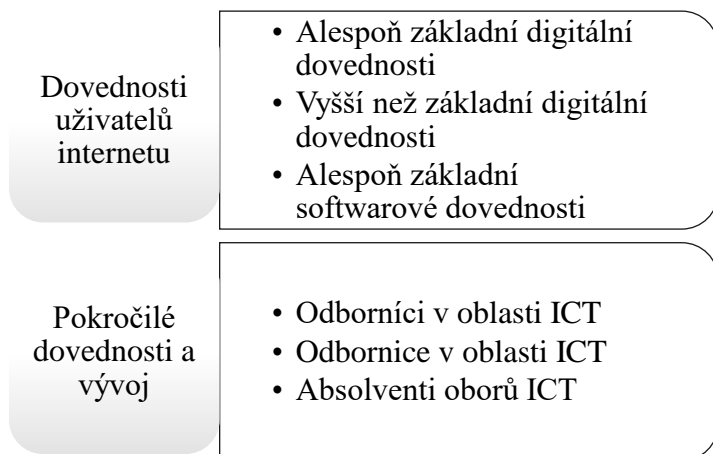 Dovednosti
uživatelů
internetu
• Alespoň základní digitální
dovednosti
• Vyšší než základní digitální
dovednosti
• Alespoň základní
softwarové dovednosti
Pokročilé
dovednosti a
vývoj
• Odborníci v oblasti ICT
• Odbornice v oblasti ICT
• Absolventi oborů ICT